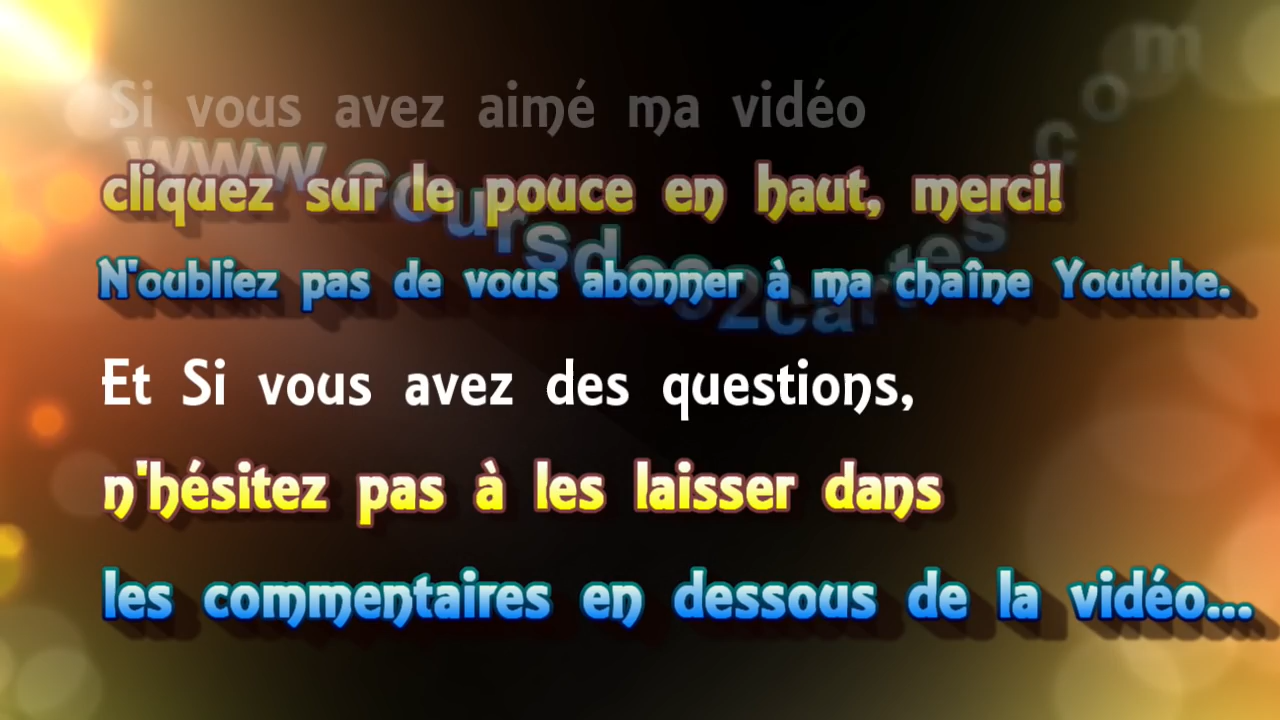 Si vous avez aimé ma vidéo
cliquez sur le pouce en haut, merci!
N'oubliez pas de vous abonner à ma chaîne Youtube.
Et Si vous avez des questions,
n'hésitez pas à les laisser dans
les commentaires en dessous de la vidéo...